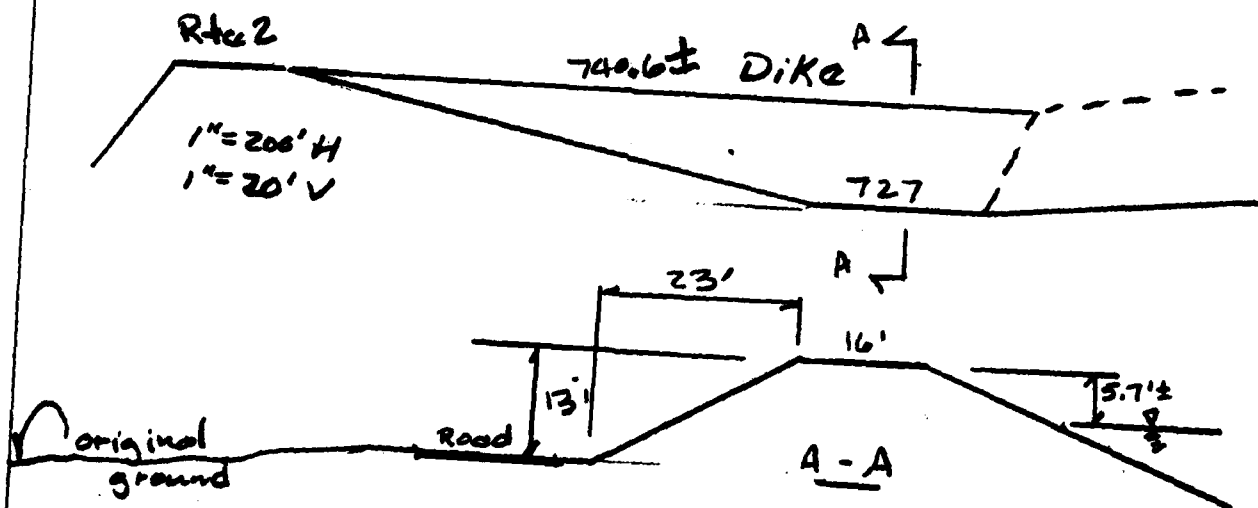 Rte 2
A
740.6± Dike
1"=200' H
1"=20' V
727
A
23'
16'
13'
5.7'±
original
ground
Road
A - A